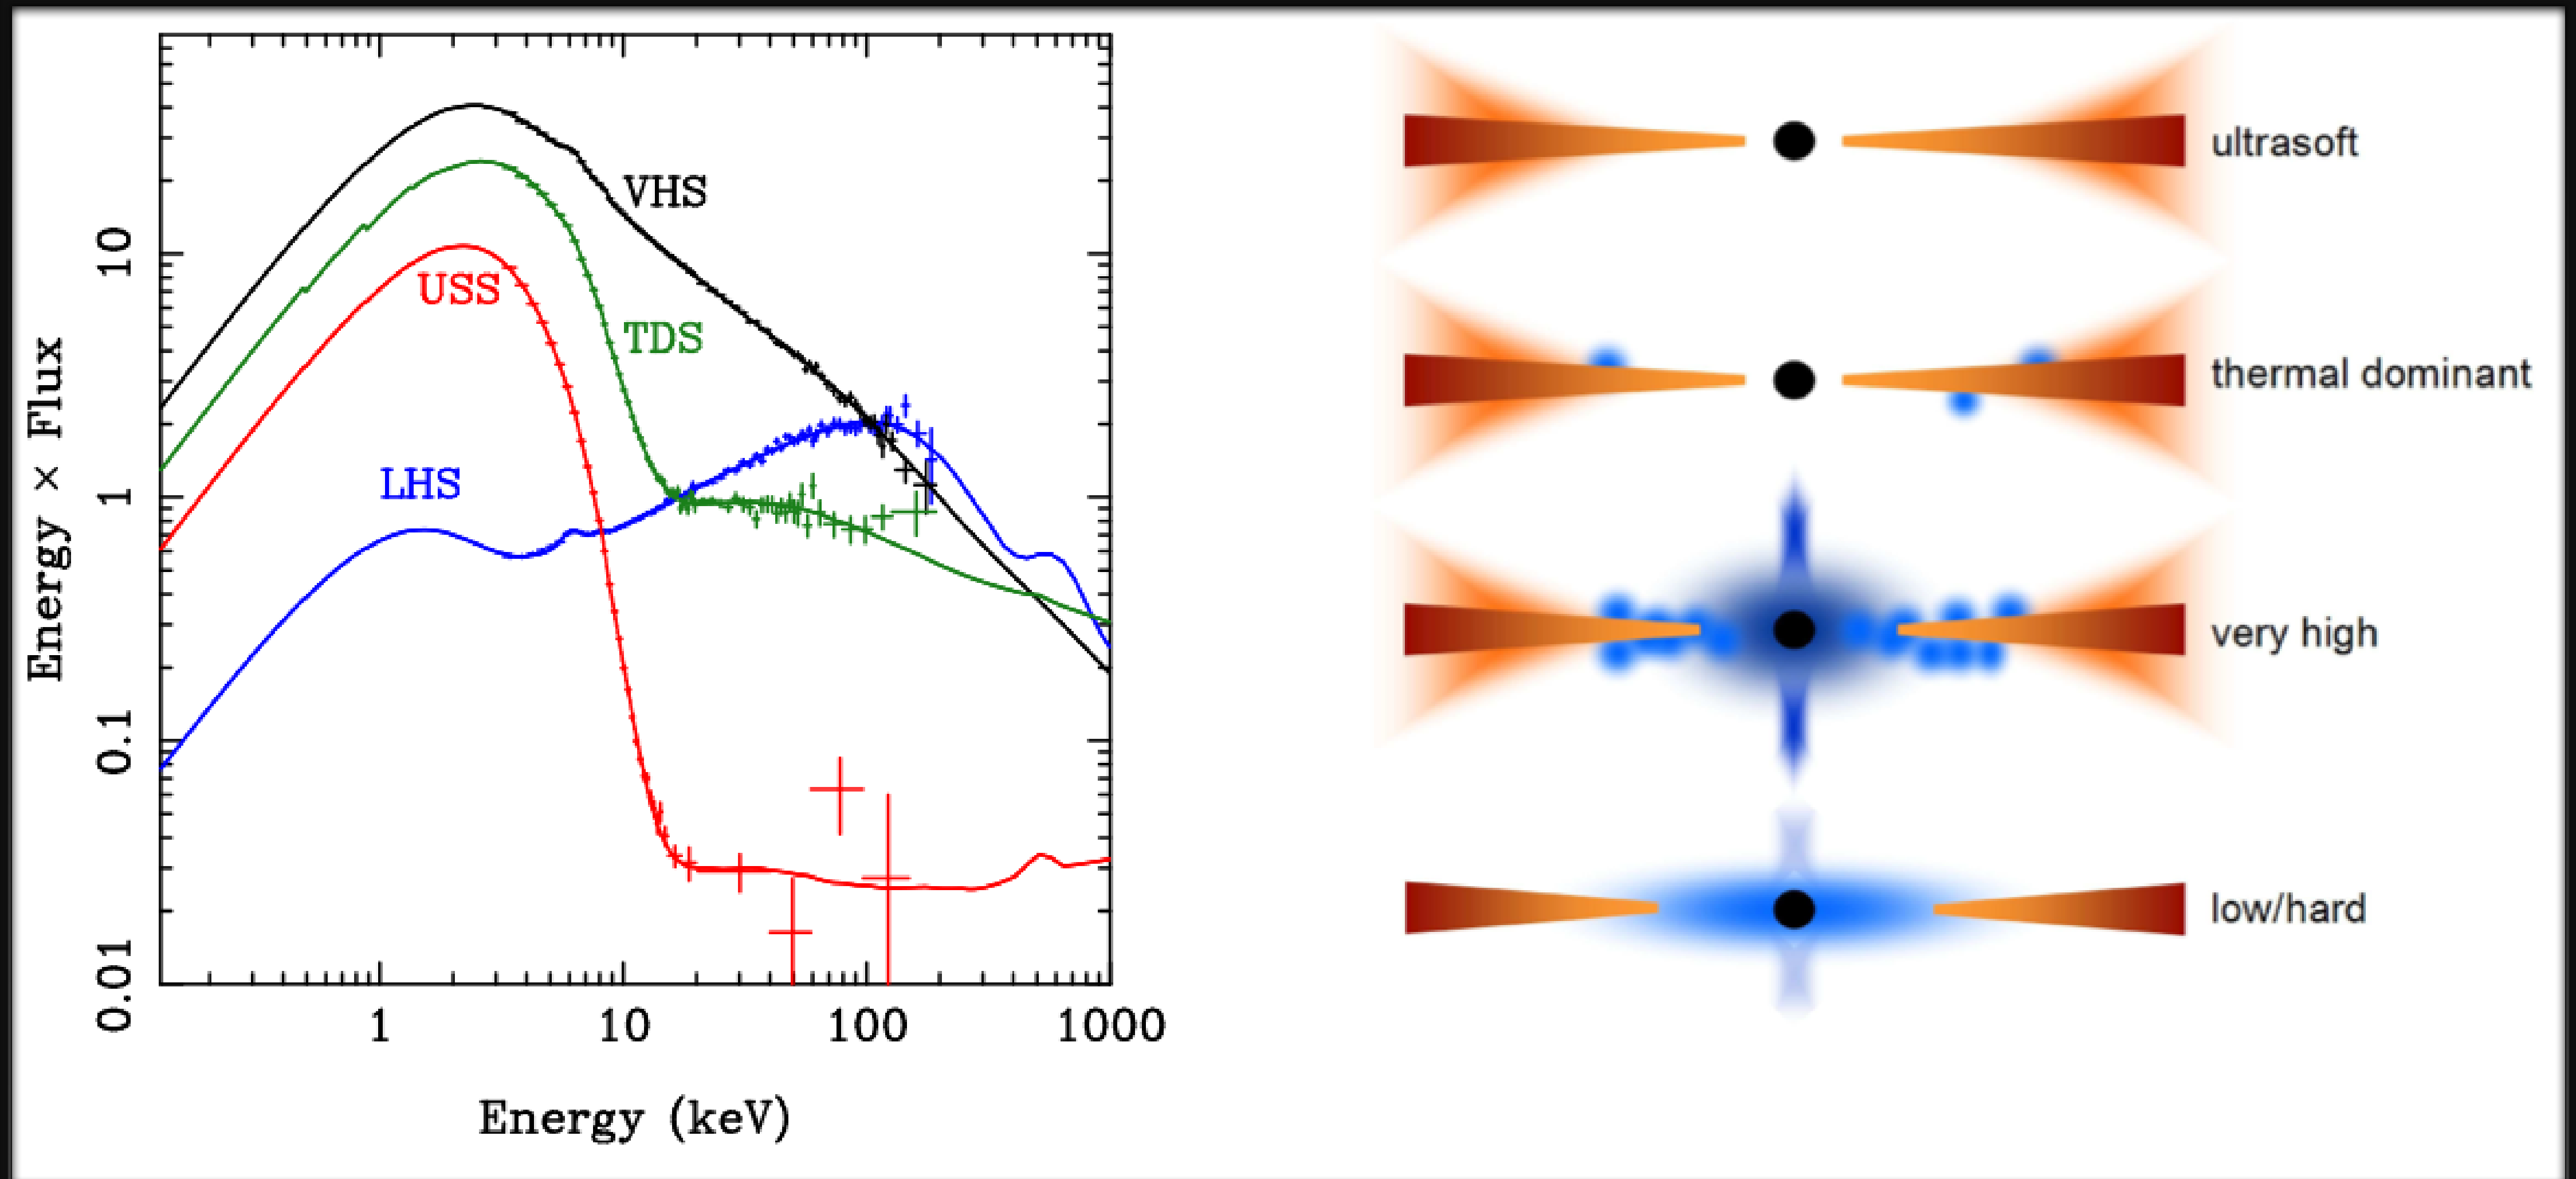 Energy × Flux
10
1
0.1
0.01
VHS
USS
TDS
LHS
1
10
100
1000
Energy (keV)
ultrasoft
thermal dominant
very high
low/hard